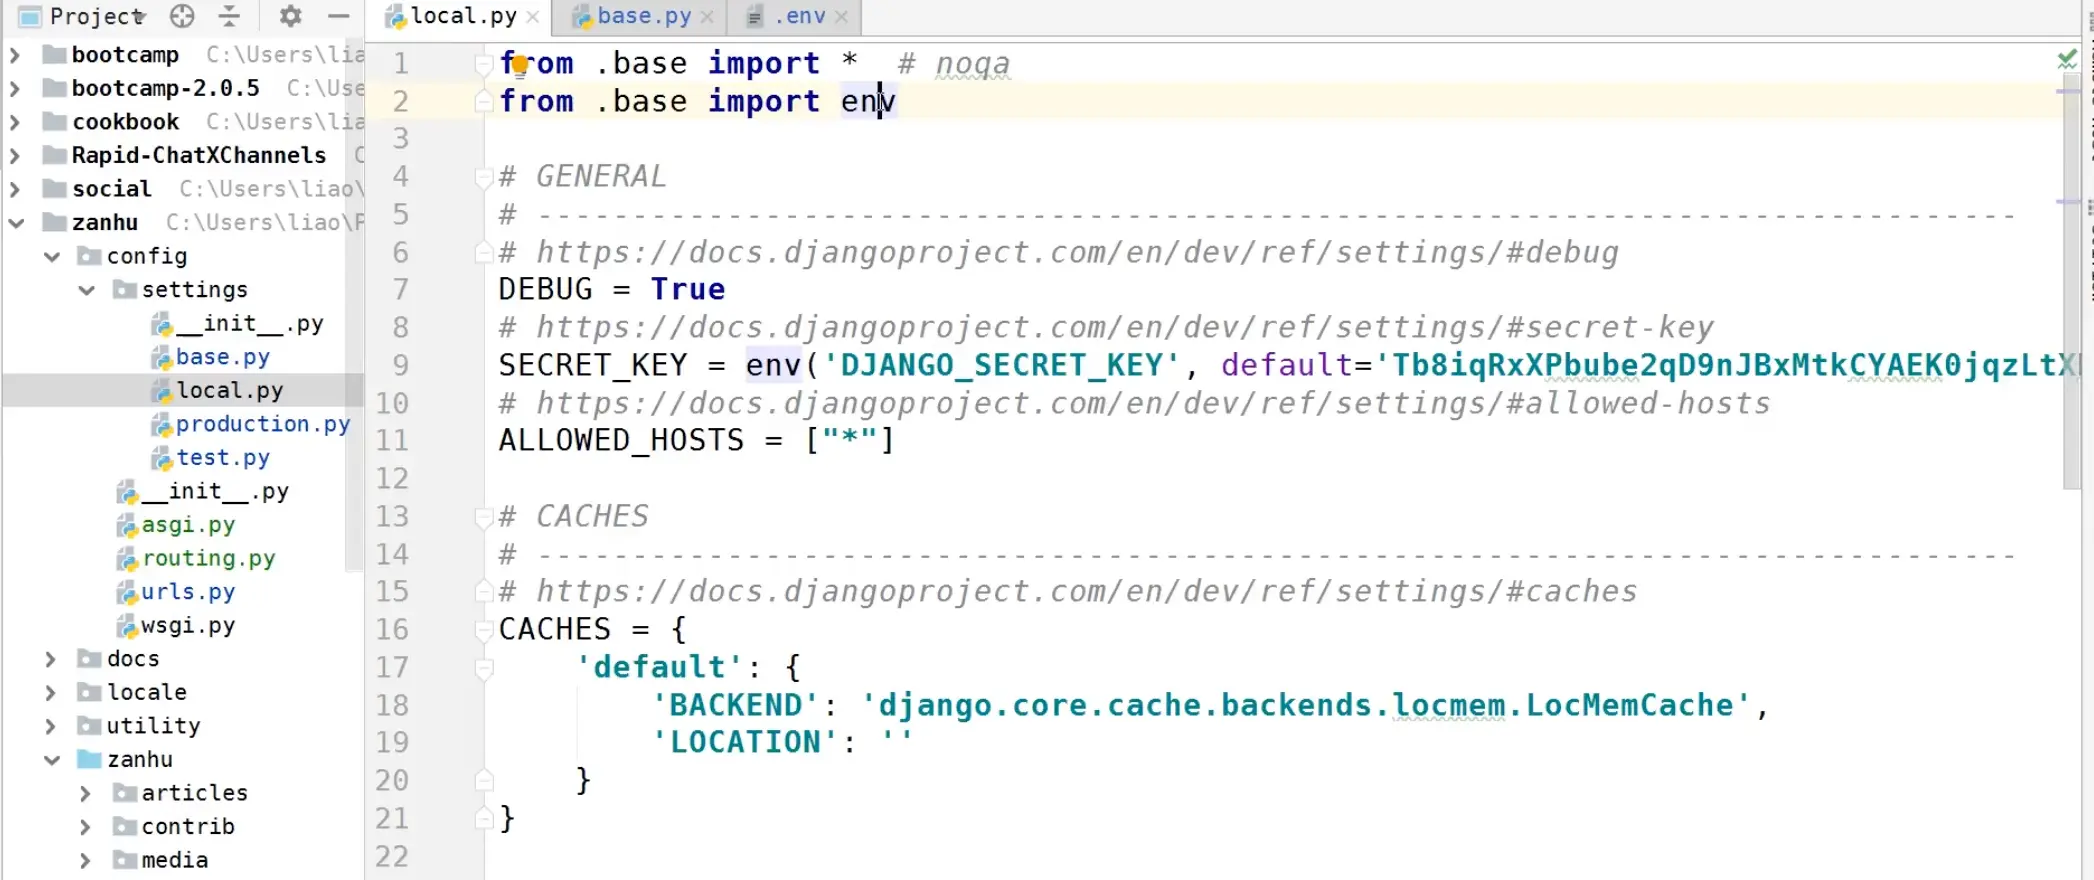 Project
local.py
base.py
.env
bootcamp C:\Users\lia
bootcamp-2.0.5 C:\Use
cookbook C:\Users\lia
Rapid-ChatXChannels C
social C:\Users\liao\
zanhu C:\Users\liao\P
config
settings
__init__.py
base.py
local.py
production.py
test.py
__init__.py
asgi.py
routing.py
urls.py
wsgi.py
docs
locale
utility
zanhu
articles
contrib
media
1 from .base import * # noqa
2 from .base import env
3
4 # GENERAL
5 # ------------------------------------------------------------------------------
6 # https://docs.djangoproject.com/en/dev/ref/settings/#debug
7 DEBUG = True
8 # https://docs.djangoproject.com/en/dev/ref/settings/#secret-key
9 SECRET_KEY = env('DJANGO_SECRET_KEY', default='Tb8iqRxXPbube2qD9nJBxMtkCYAEK0jqzLtX
10 # https://docs.djangoproject.com/en/dev/ref/settings/#allowed-hosts
11 ALLOWED_HOSTS = ["*"]
12
13 # CACHES
14 # ------------------------------------------------------------------------------
15 # https://docs.djangoproject.com/en/dev/ref/settings/#caches
16 CACHES = {
17 'default': {
18 'BACKEND': 'django.core.cache.backends.locmem.LocMemCache',
19 'LOCATION': ''
20 }
21 }
22